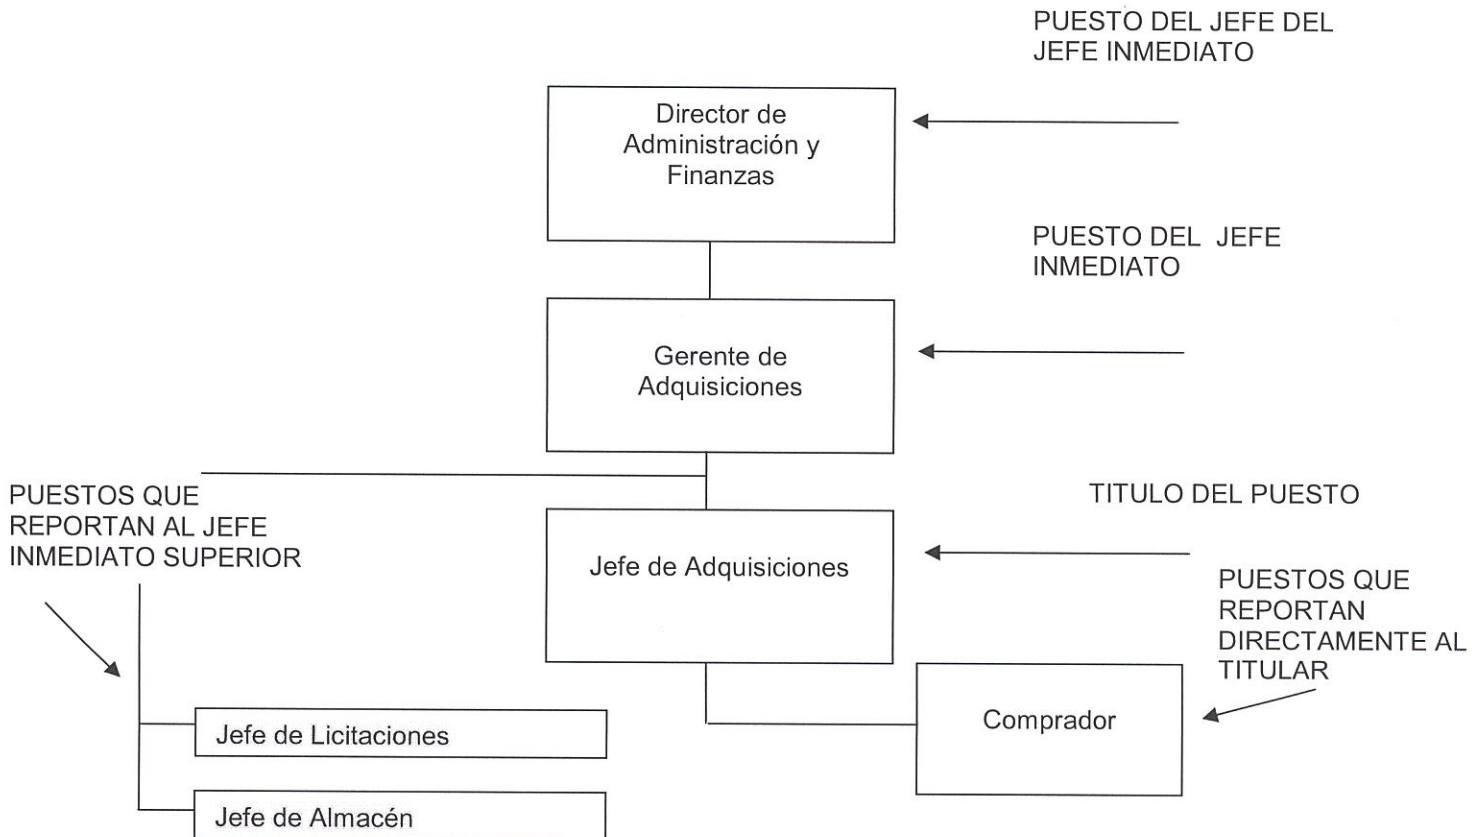 PUESTO DEL JEFE DEL
JEFE INMEDIATO
Director de
Administración y
Finanzas
PUESTO DEL JEFE
INMEDIATO
Gerente de
Adquisiciones
PUESTOS QUE
REPORTAN AL JEFE
INMEDIATO SUPERIOR
TITULO DEL PUESTO
Jefe de Adquisiciones
PUESTOS QUE
REPORTAN
DIRECTAMENTE AL
TITULAR
Comprador
Jefe de Licitaciones
Jefe de Almacén